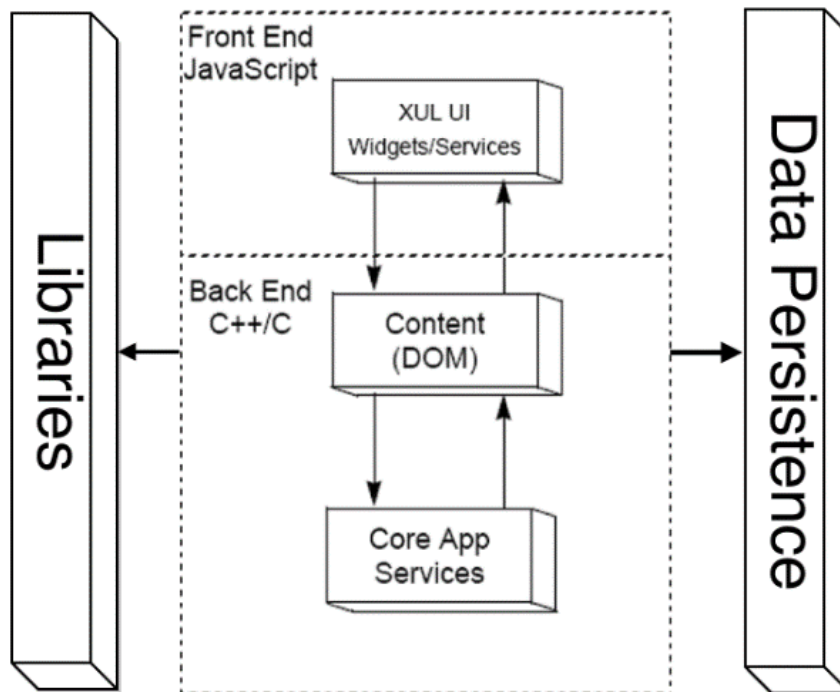 Front End
JavaScript
XUL UI
Widgets/Services
Libraries
Back End
C++/C
Content
(DOM)
Core App
Services
Data Persistence